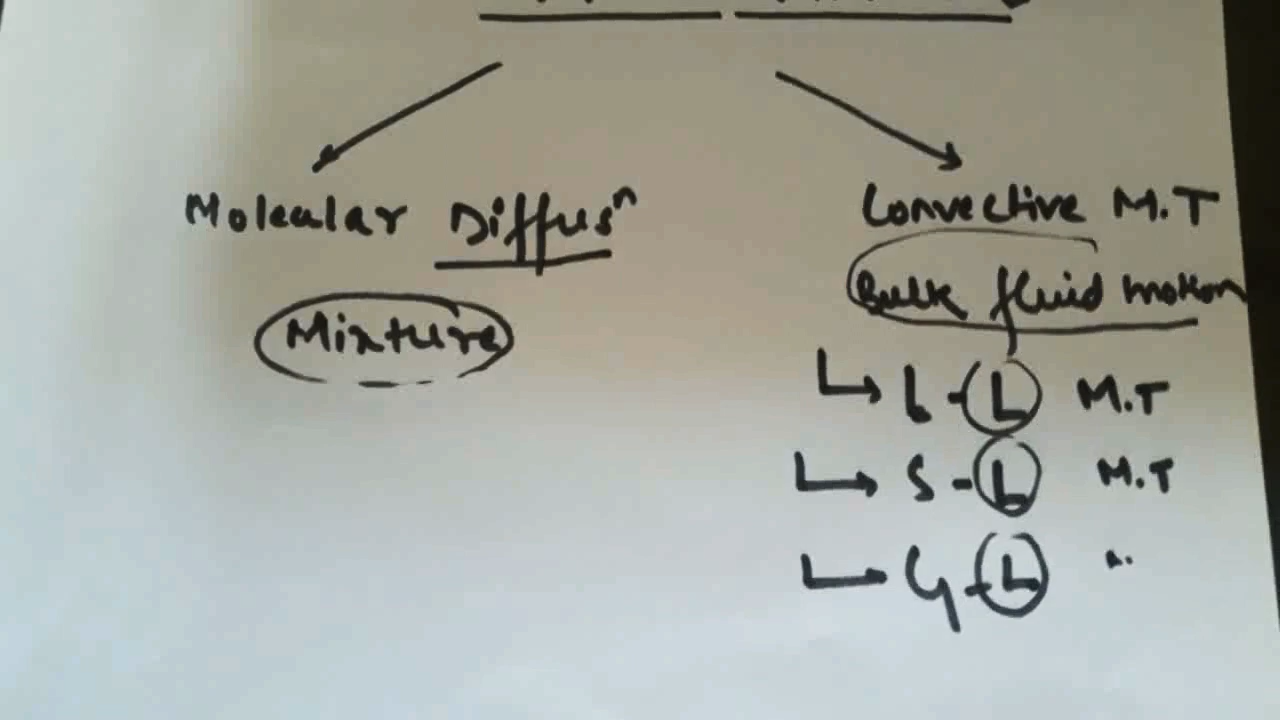 Molecular Diffusⁿ
Mixture
Convective M.T
Bulk fluid motion
L-L M.T
S-L M.T
G-L